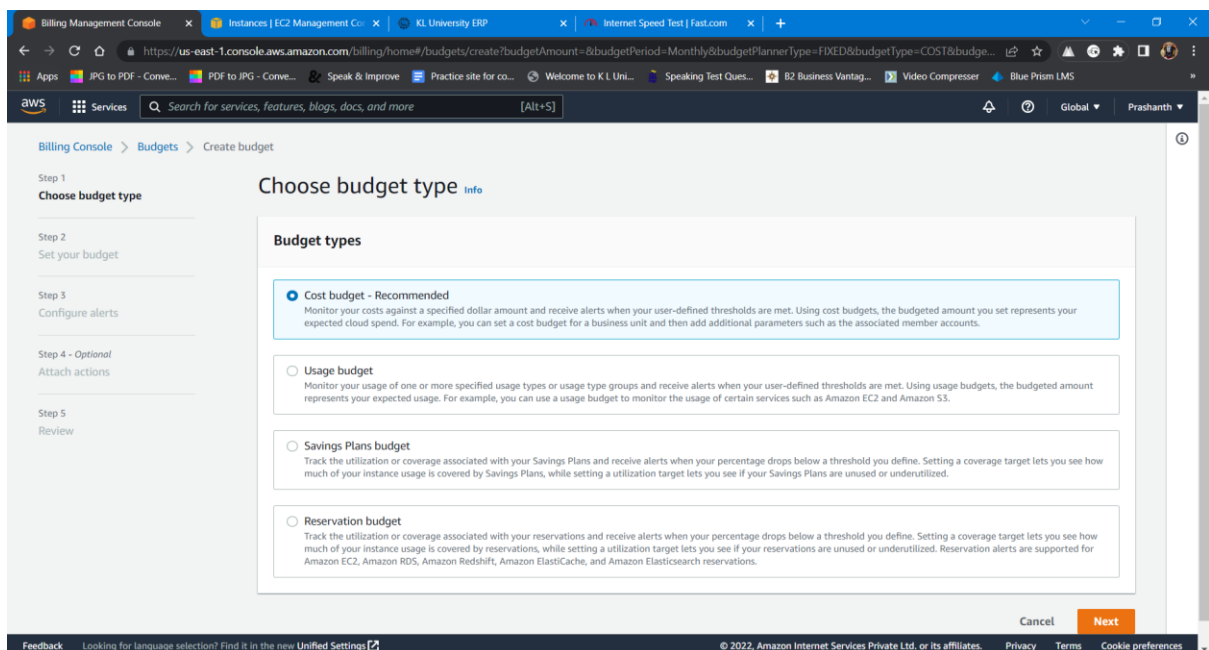 Billing Management Console
Instances | EC2 Management Co
KL University ERP
Internet Speed Test | Fast.com
https://us-east-1.console.aws.amazon.com/billing/home#/budgets/create?budgetAmount=&budgetPeriod=Monthly&budgetPlannerType=FIXED&budgetType=COST&budge...
Apps JPG to PDF - Conve... PDF to JPG - Conve... Speak & Improve Practice site for co... Welcome to K L Uni... Speaking Test Ques... B2 Business Vantag... Video Compresser Blue Prism LMS »
aws Services Search for services, features, blogs, docs, and more [Alt+S] Global Prashanth
Billing Console > Budgets > Create budget
Step 1
Choose budget type
Step 2
Set your budget
Step 3
Configure alerts
Step 4 - Optional
Attach actions
Step 5
Review
Choose budget type Info
Budget types
Cost budget - Recommended
Monitor your costs against a specified dollar amount and receive alerts when your user-defined thresholds are met. Using cost budgets, the budgeted amount you set represents your
expected cloud spend. For example, you can set a cost budget for a business unit and then add additional parameters such as the associated member accounts.
Usage budget
Monitor your usage of one or more specified usage types or usage type groups and receive alerts when your user-defined thresholds are met. Using usage budgets, the budgeted amount
represents your expected usage. For example, you can use a usage budget to monitor the usage of certain services such as Amazon EC2 and Amazon S3.
Savings Plans budget
Track the utilization or coverage associated with your Savings Plans and receive alerts when your percentage drops below a threshold you define. Setting a coverage target lets you see how
much of your instance usage is covered by Savings Plans, while setting a utilization target lets you see if your Savings Plans are unused or underutilized.
Reservation budget
Track the utilization or coverage associated with your reservations and receive alerts when your percentage drops below a threshold you define. Setting a coverage target lets you see how
much of your instance usage is covered by reservations, while setting a utilization target lets you see if your reservations are unused or underutilized. Reservation alerts are supported for
Amazon EC2, Amazon RDS, Amazon Redshift, Amazon ElastiCache, and Amazon Elasticsearch reservations.
Cancel Next
Feedback Looking for language selection? Find it in the new Unified Settings © 2022, Amazon Internet Services Private Ltd. or its affiliates. Privacy Terms Cookie preferences